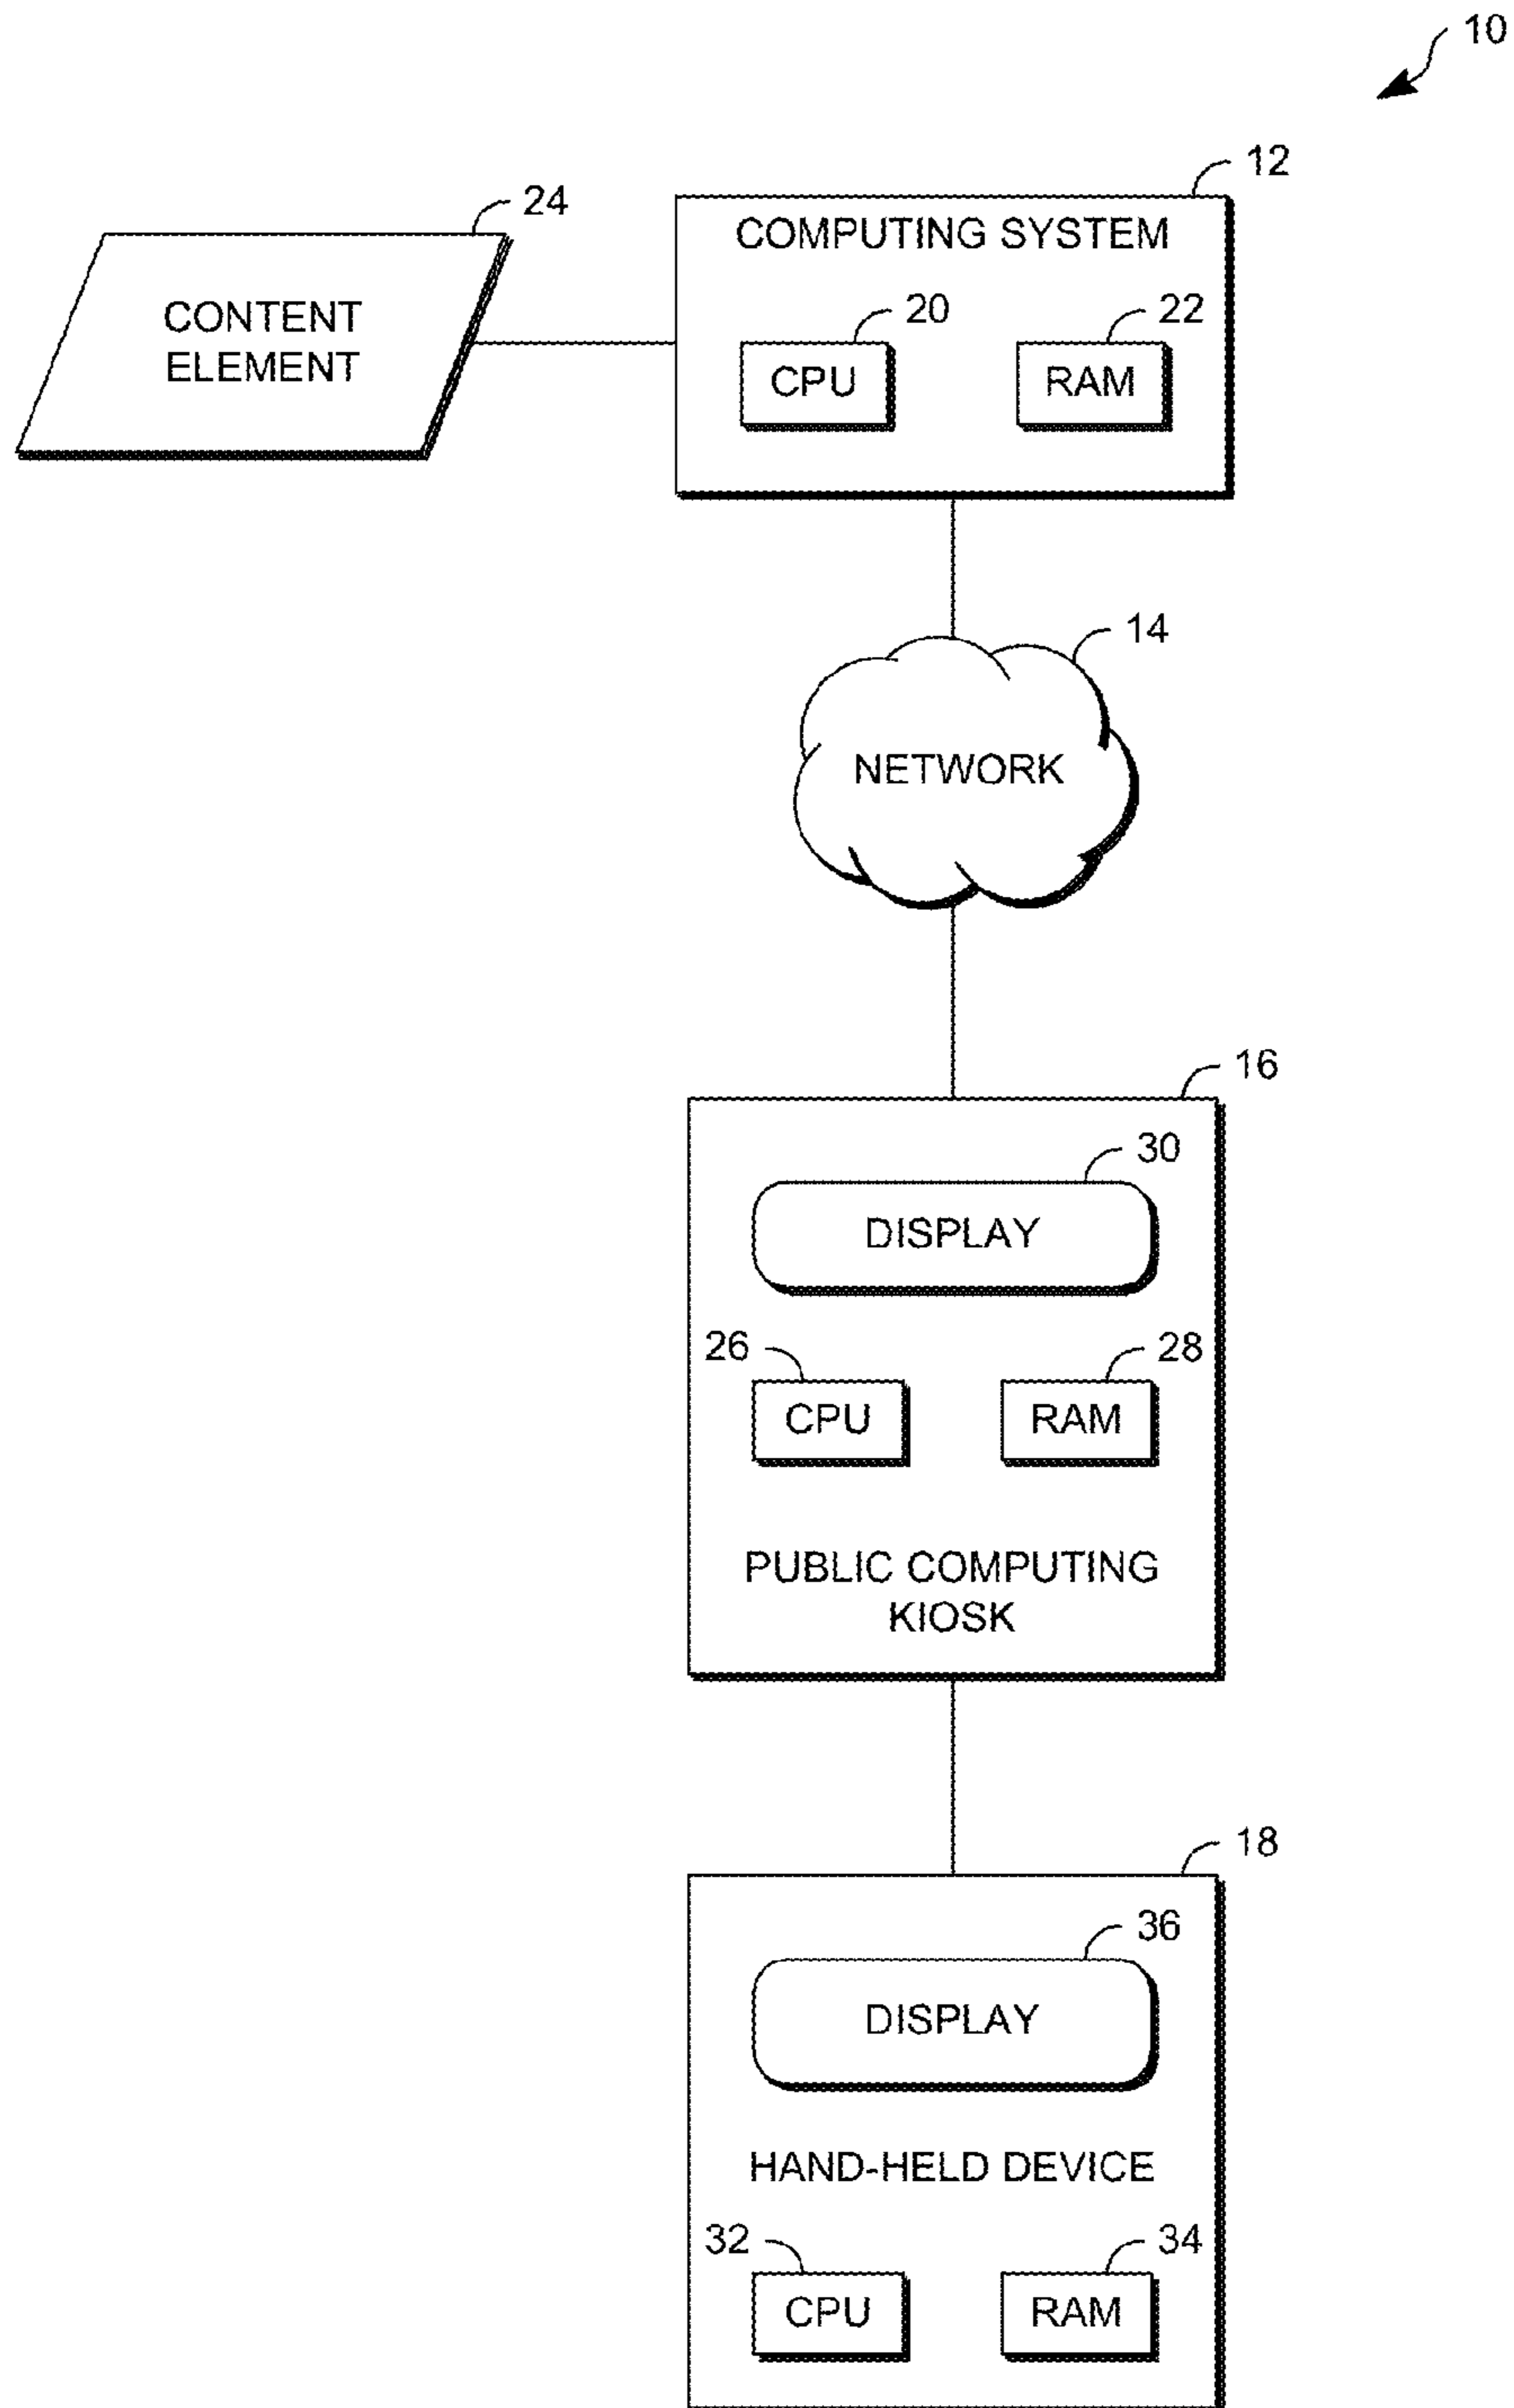 10
12
24
COMPUTING SYSTEM
CONTENT
ELEMENT
20
22
CPU
RAM
14
NETWORK
16
30
DISPLAY
26
28
CPU
RAM
PUBLIC COMPUTING
KIOSK
18
36
DISPLAY
HAND-HELD DEVICE
32
34
CPU
RAM